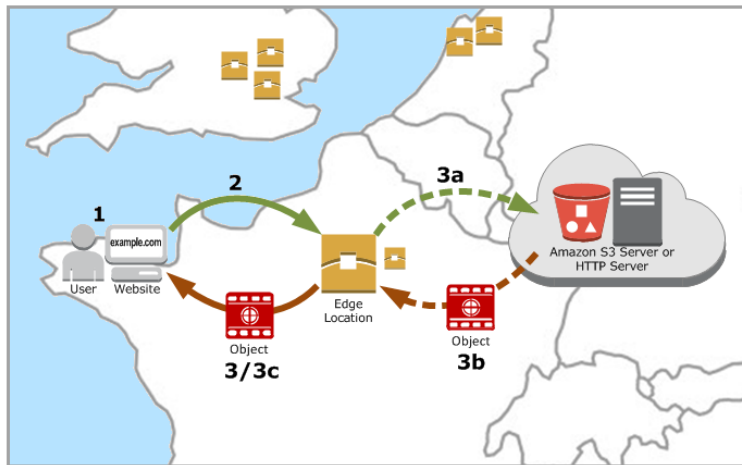 1
2
3a
example.com
User
Website
Edge
Location
Amazon S3 Server or
HTTP Server
Object
3/3c
Object
3b